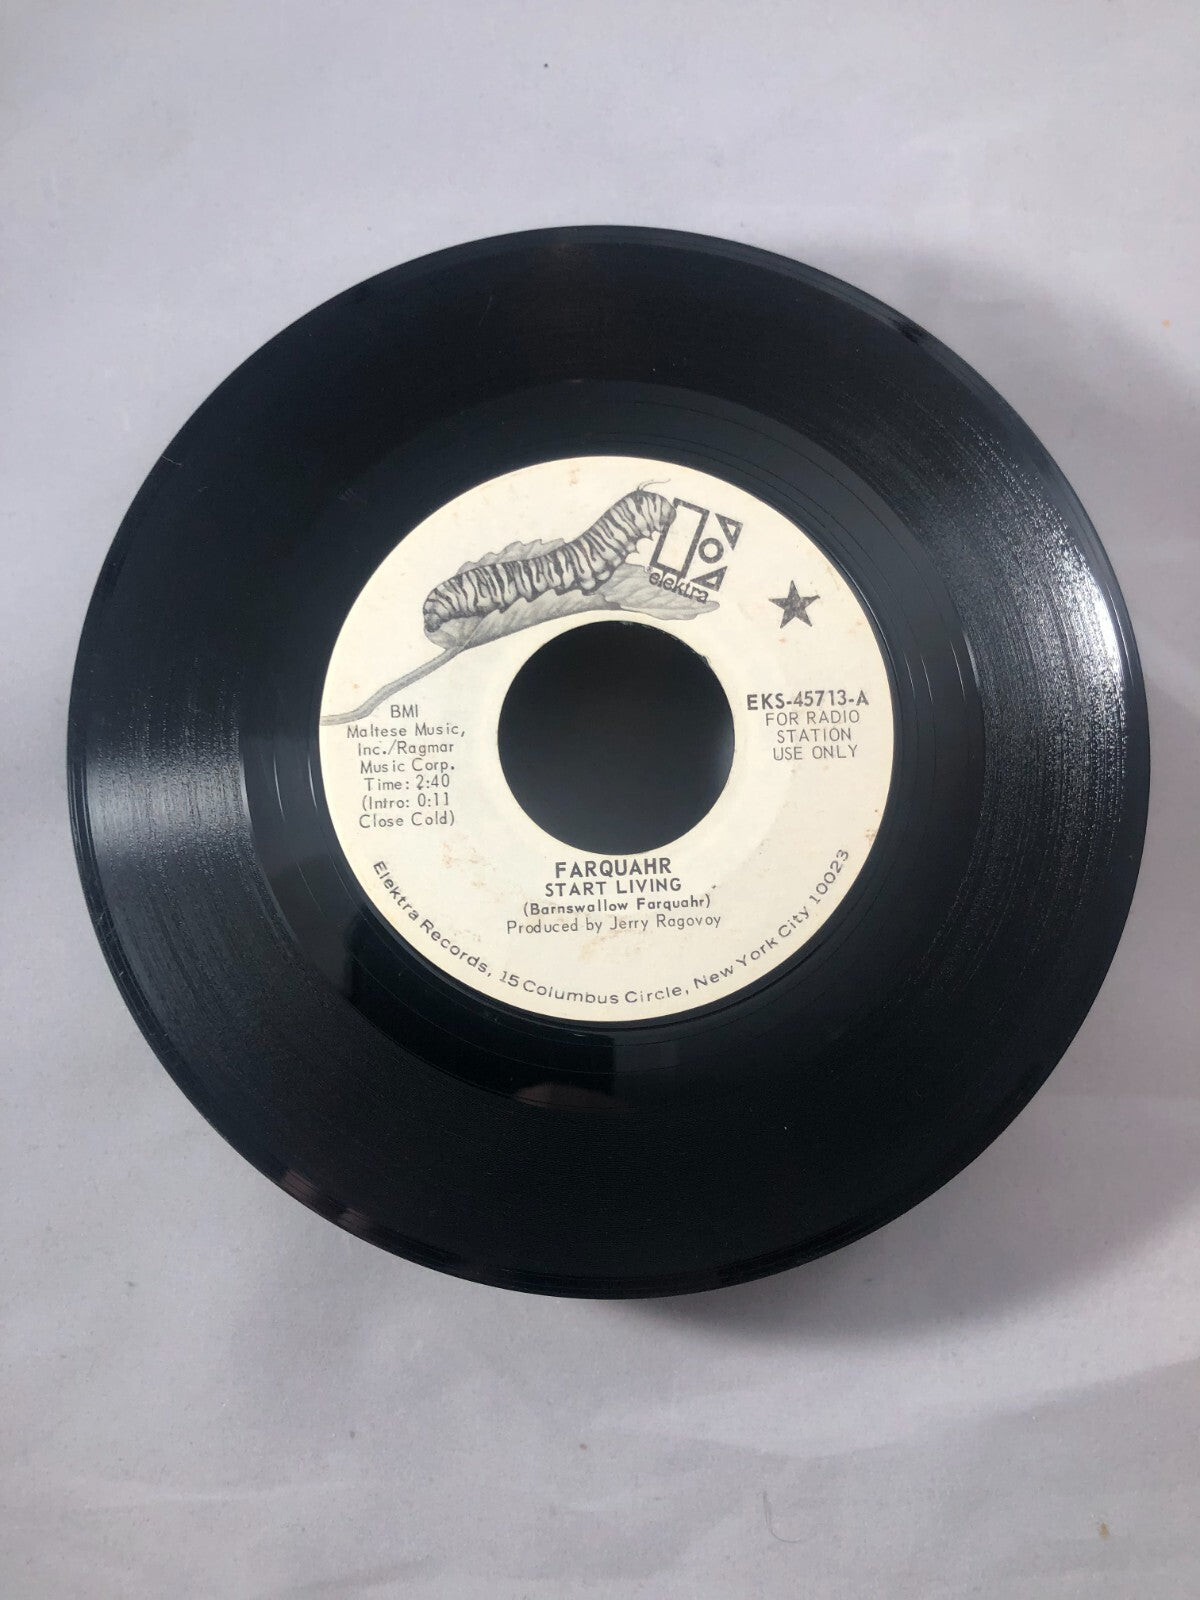 elektra
EKS-45713-A
FOR RADIO
STATION
USE ONLY
BMI
Maltese Music,
Inc./Ragmar
Music Corp.
Time: 2:40
(Intro: 0:11
Close Cold)
FARQUAHR
START LIVING
(Barnswallow Farquahr)
Produced by Jerry Ragovoy
Elektra Records, 15 Columbus Circle, New York City 10023